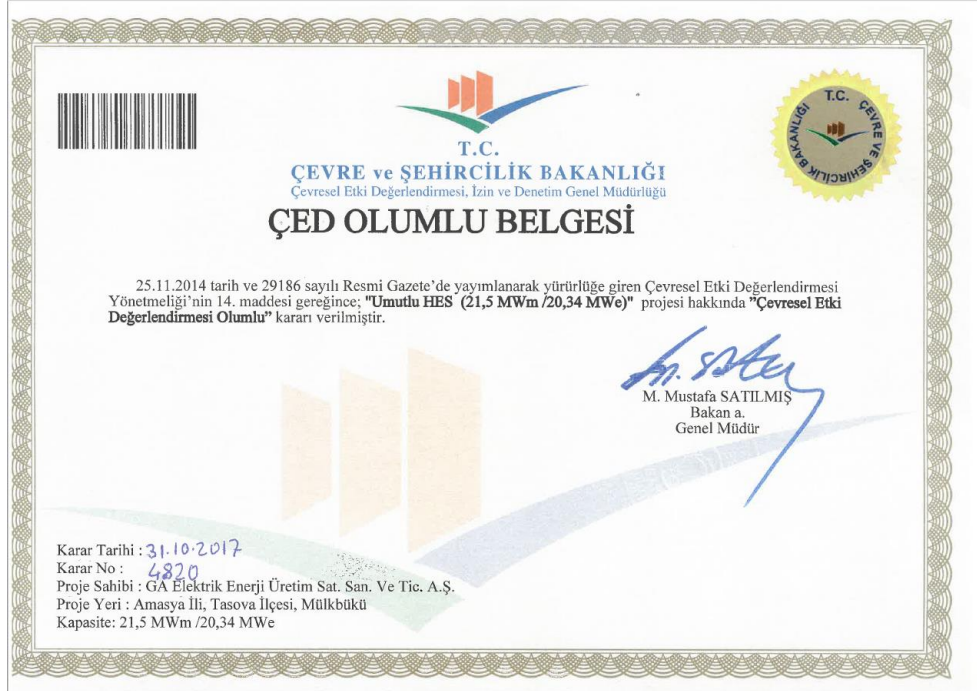 T.C.
ÇEVRE ve ŞEHİRCİLİK BAKANLIĞI
Çevresel Etki Değerlendirmesi, İzin ve Denetim Genel Müdürlüğü
T.C. ÇEVRE VE ŞEHİRCİLİK BAKANLIĞI
ÇED OLUMLU BELGESİ
25.11.2014 tarih ve 29186 sayılı Resmi Gazete’de yayımlanarak yürürlüğe giren Çevresel Etki Değerlendirmesi
Yönetmeliği’nin 14. maddesi gereğince; "Umutlu HES (21,5 MWm /20,34 MWe)" projesi hakkında ”Çevresel Etki
Değerlendirmesi Olumlu” kararı verilmiştir.
M. Mustafa SATILMIŞ
Bakan a.
Genel Müdür
Karar Tarihi : 31.10.2017
Karar No : 4820
Proje Sahibi : GA Elektrik Enerji Üretim Sat. San. Ve Tic. A.Ş.
Proje Yeri : Amasya İli, Tasova İlçesi, Mülkbükü
Kapasite: 21,5 MWm /20,34 MWe